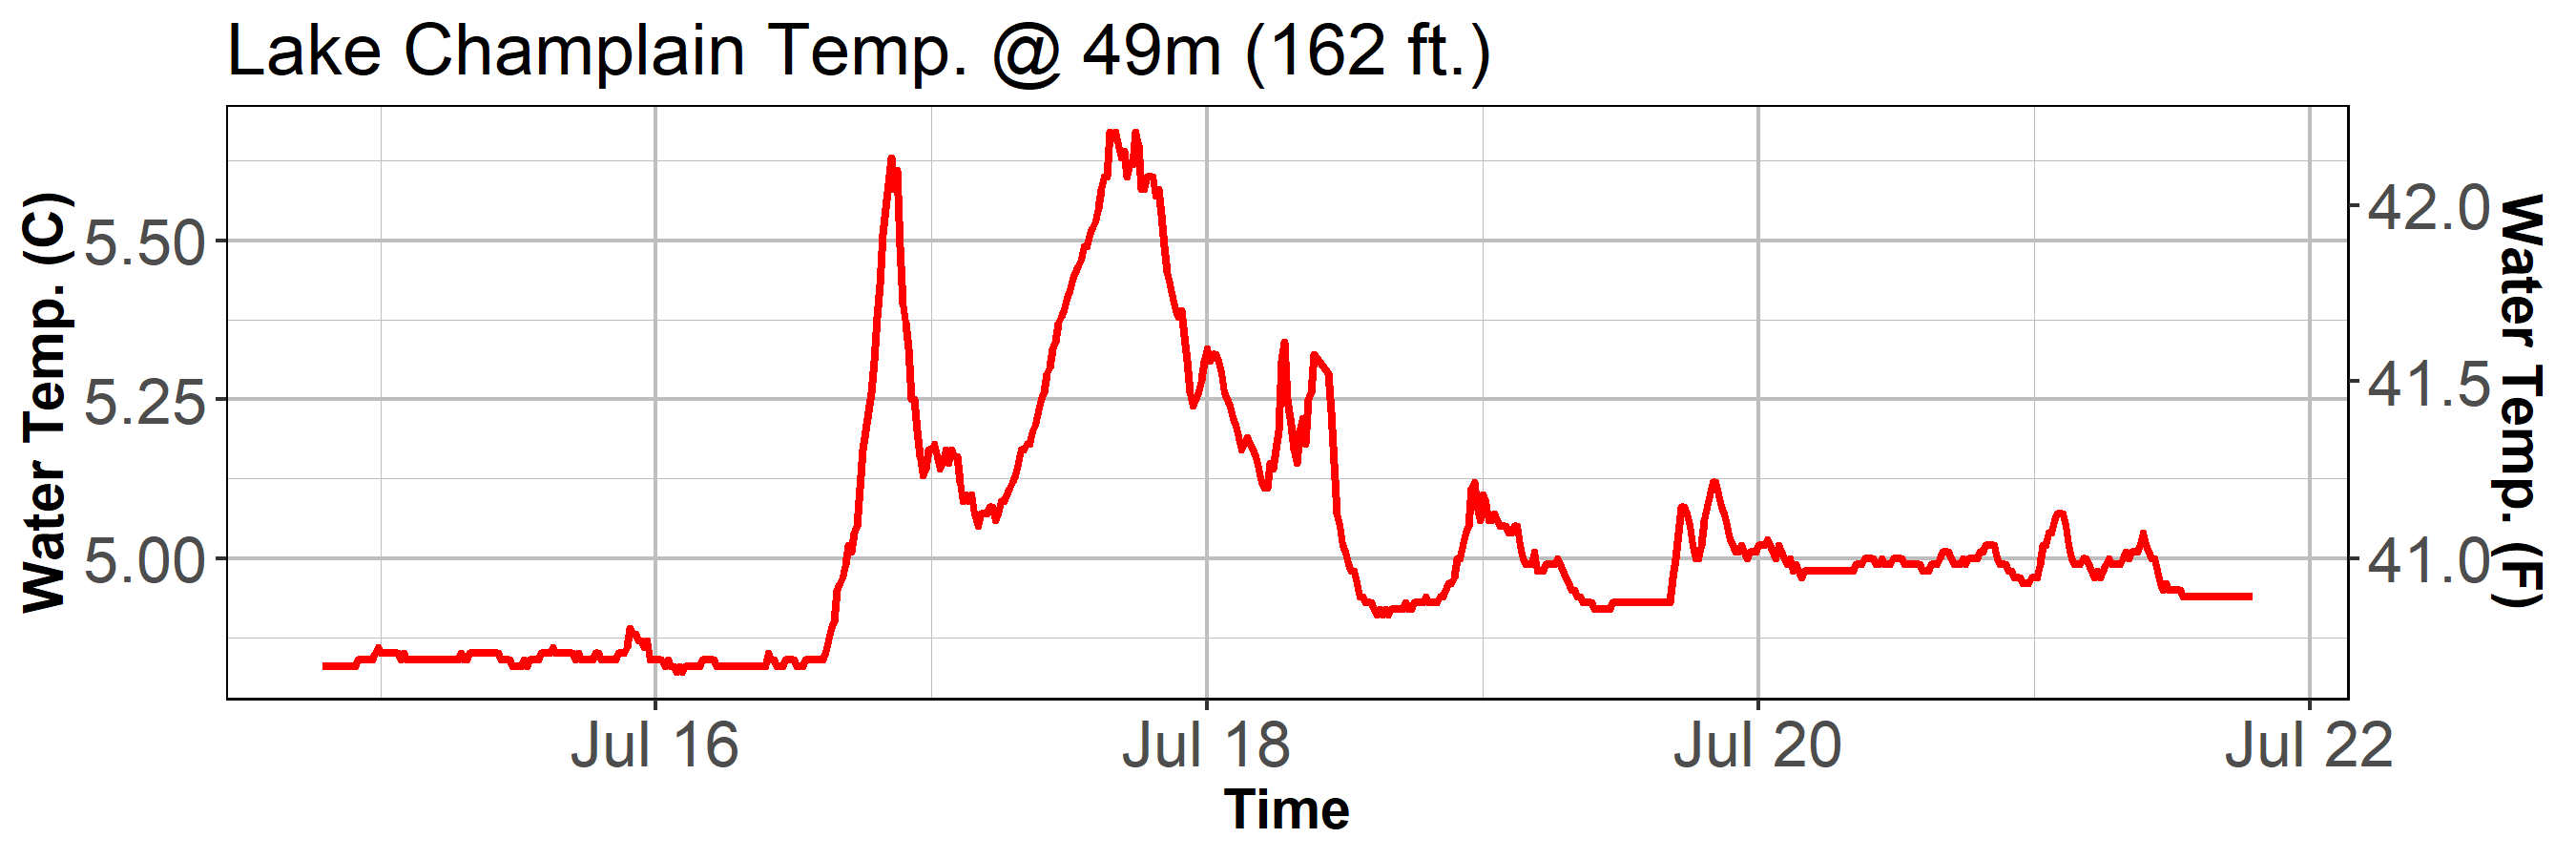 Lake Champlain Temp. @ 49m (162 ft.)
Water Temp. (C)
5.50
5.25
5.00
42.0
41.5
41.0
Water Temp. (F)
Jul 16 Jul 18 Jul 20 Jul 22
Time